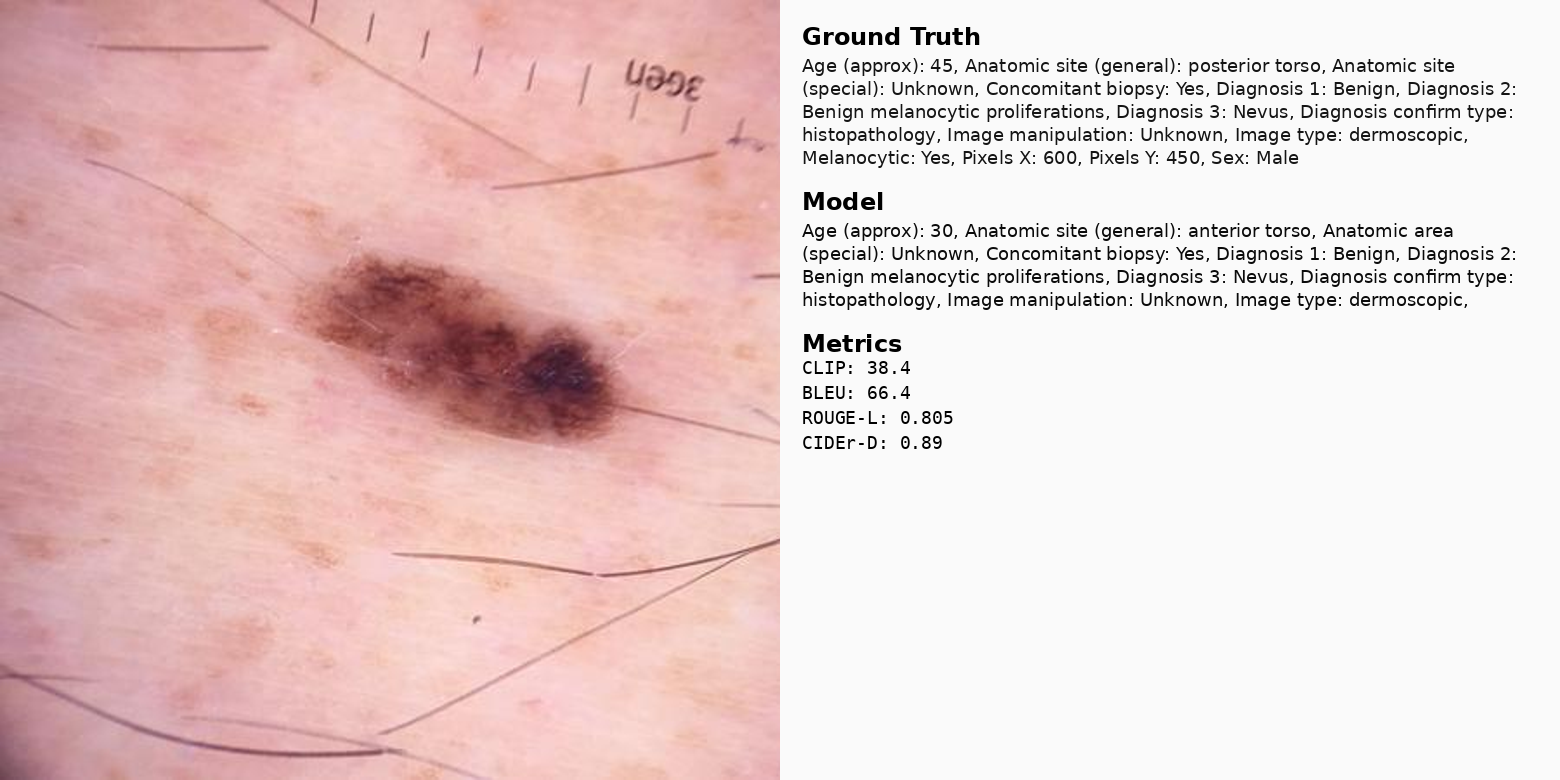 3Gen
Ground Truth
Age (approx): 45, Anatomic site (general): posterior torso, Anatomic site
(special): Unknown, Concomitant biopsy: Yes, Diagnosis 1: Benign, Diagnosis 2:
Benign melanocytic proliferations, Diagnosis 3: Nevus, Diagnosis confirm type:
histopathology, Image manipulation: Unknown, Image type: dermoscopic,
Melanocytic: Yes, Pixels X: 600, Pixels Y: 450, Sex: Male
Model
Age (approx): 30, Anatomic site (general): anterior torso, Anatomic area
(special): Unknown, Concomitant biopsy: Yes, Diagnosis 1: Benign, Diagnosis 2:
Benign melanocytic proliferations, Diagnosis 3: Nevus, Diagnosis confirm type:
histopathology, Image manipulation: Unknown, Image type: dermoscopic,
Metrics
CLIP: 38.4
BLEU: 66.4
ROUGE-L: 0.805
CIDEr-D: 0.89